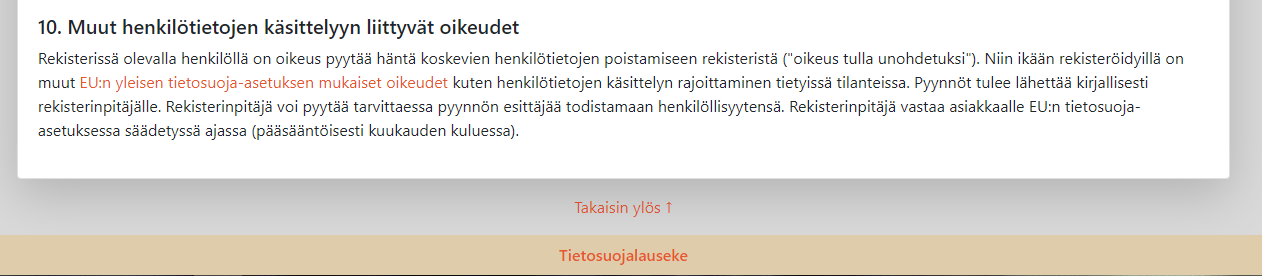 10. Muut henkilötietojen käsittelyyn liittyvät oikeudet
Rekisterissä olevalla henkilöllä on oikeus pyytää häntä koskevien henkilötietojen poistamiseen rekisteristä ("oikeus tulla unohdetuksi"). Niin ikään rekisteröidyillä on
muut EU:n yleisen tietosuoja-asetuksen mukaiset oikeudet kuten henkilötietojen käsittelyn rajoittaminen tietyissä tilanteissa. Pyynnöt tulee lähettää kirjallisesti
rekisterinpitäjälle. Rekisterinpitäjä voi pyytää tarvittaessa pyynnön esittäjää todistamaan henkilöllisyytensä. Rekisterinpitäjä vastaa asiakkaalle EU:n tietosuoja-
asetuksessa säädetyssä ajassa (pääsääntöisesti kuukauden kuluessa).
Takaisin ylös ↑
Tietosuojalauseke